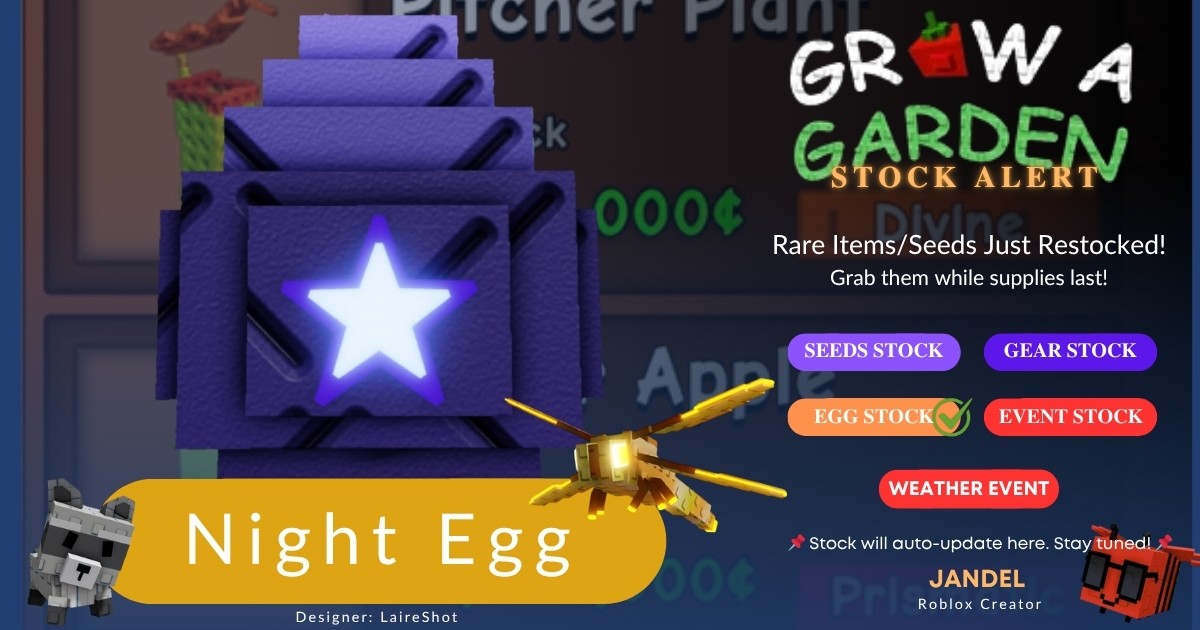 Pitcher Plant
GROW A
GARDEN
STOCK ALERT
000¢
Divine
Rare Items/Seeds Just Restocked!
Grab them while supplies last!
SEEDS STOCK
GEAR STOCK
Apple
EGG STOCK
EVENT STOCK
WEATHER EVENT
Night Egg
📌 Stock will auto-update here. Stay tuned! 📌
JANDEL
Roblox Creator
Designer: LaireShot